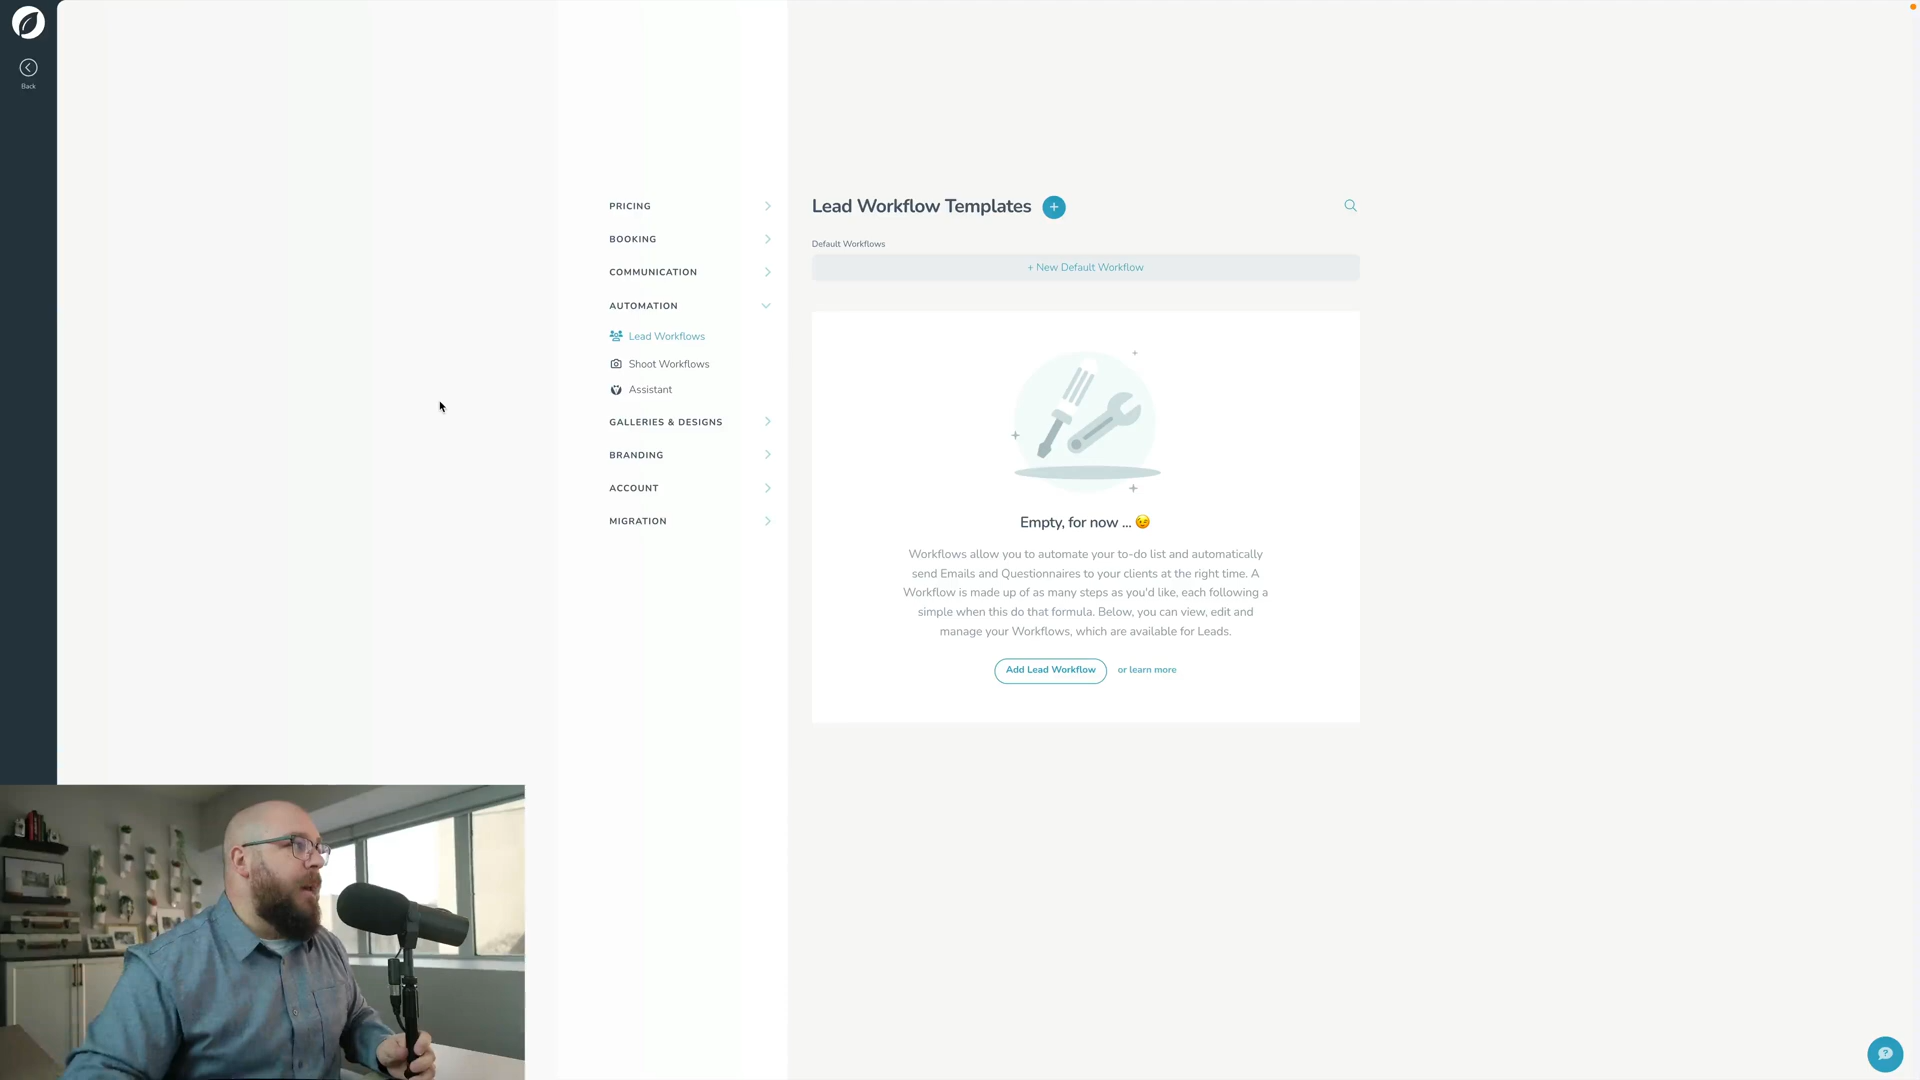 Back
PRICING
BOOKING
COMMUNICATION
AUTOMATION
Lead Workflows
Shoot Workflows
Assistant
GALLERIES & DESIGNS
BRANDING
ACCOUNT
MIGRATION
Lead Workflow Templates
Default Workflows
+ New Default Workflow
Empty, for now ... 😉
Workflows allow you to automate your to-do list and automatically
send Emails and Questionnaires to your clients at the right time. A
Workflow is made up of as many steps as you'd like, each following a
simple when this do that formula. Below, you can view, edit and
manage your Workflows, which are available for Leads.
Add Lead Workflow or learn more